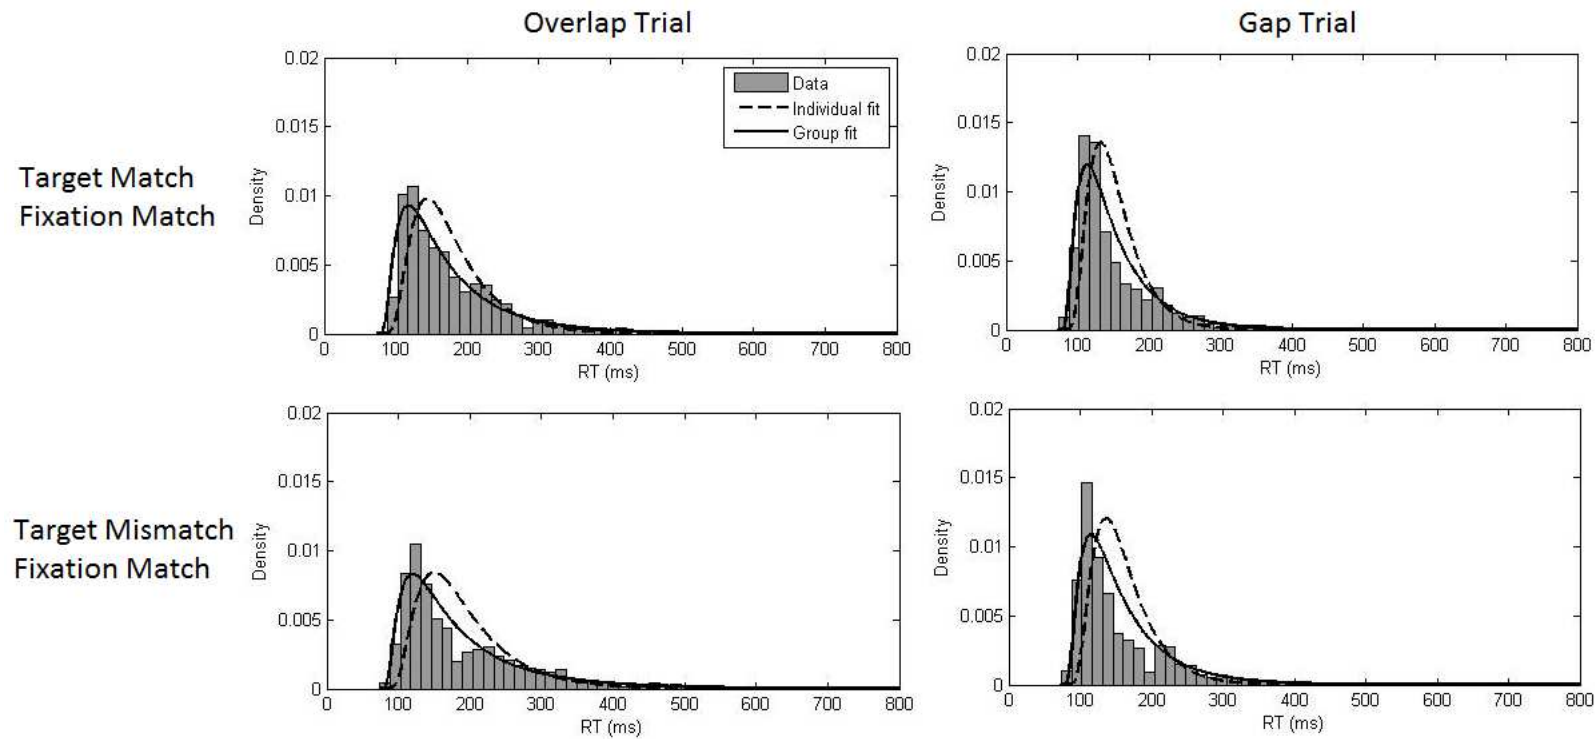 Overlap Trial
Gap Trial
Target Match
Fixation Match
Density
0.02
0.015
0.01
0.005
0
0 100 200 300 400 500 600 700 800
RT (ms)
Data
Individual fit
Group fit
Density
0.02
0.015
0.01
0.005
0
0 100 200 300 400 500 600 700 800
RT (ms)
Target Mismatch
Fixation Match
Density
0.02
0.015
0.01
0.005
0
0 100 200 300 400 500 600 700 800
RT (ms)
Density
0.02
0.015
0.01
0.005
0
0 100 200 300 400 500 600 700 800
RT (ms)